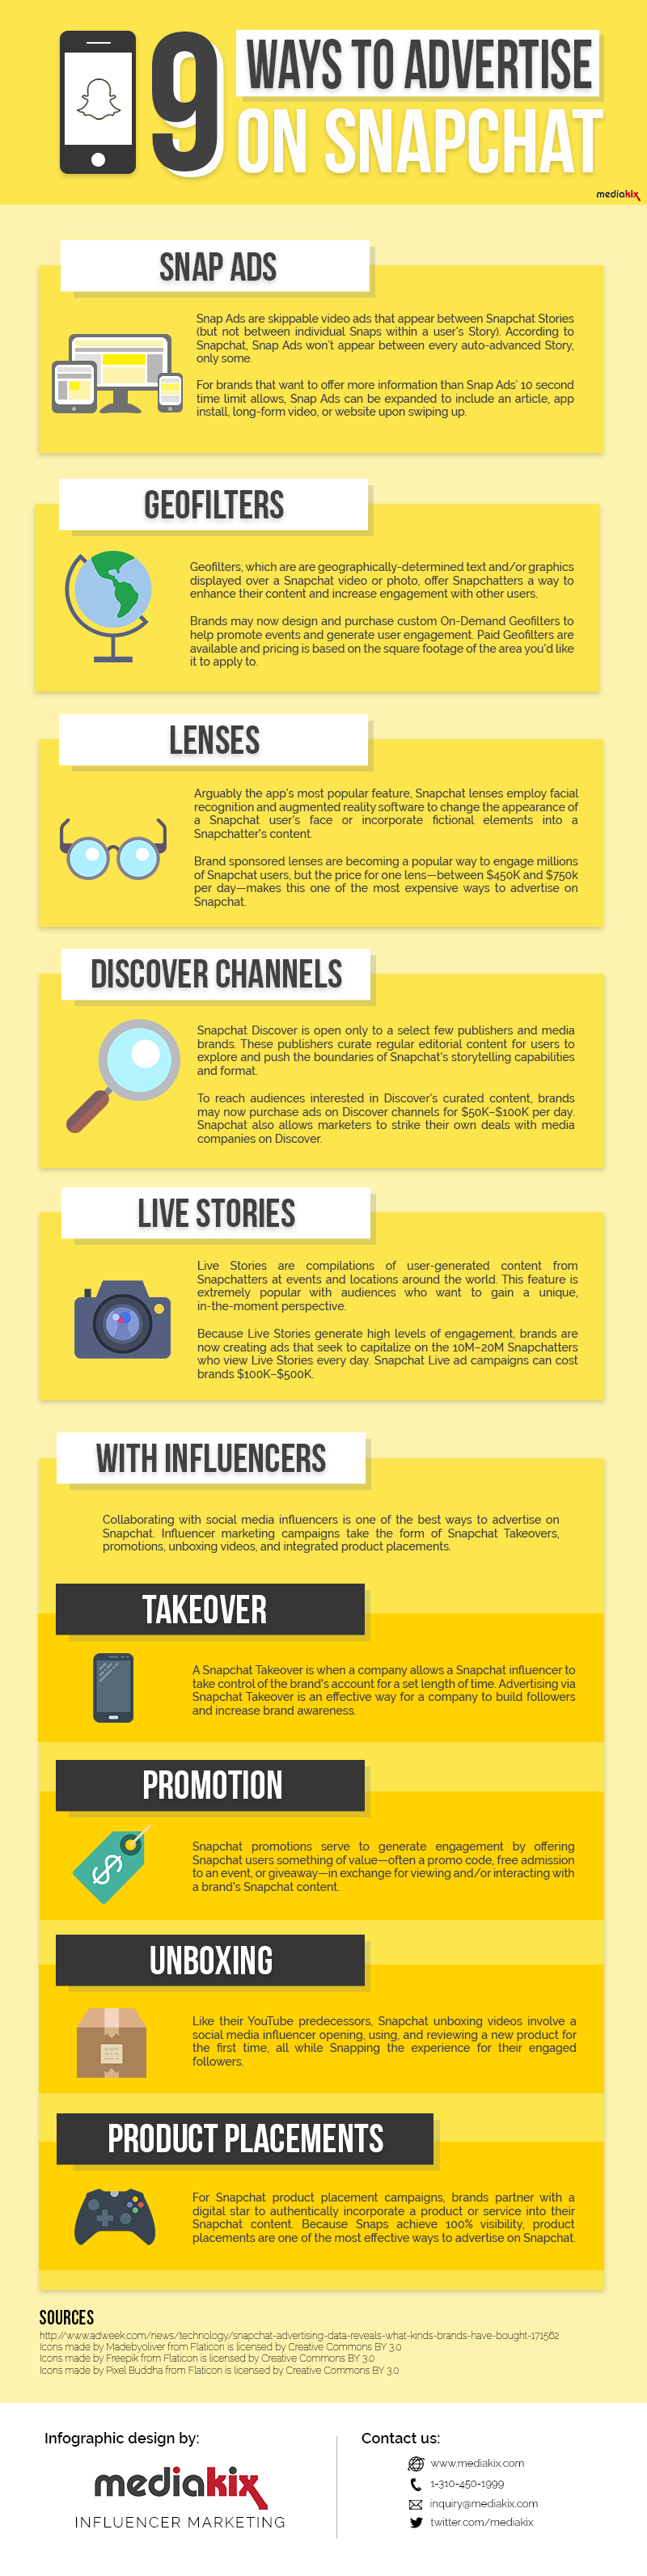 9
WAYS TO ADVERTISE
ON SNAPCHAT
mediakix
SNAP ADS
Snap Ads are skippable video ads that appear between Snapchat Stories
(but not between individual Snaps within a user's Story). According to
Snapchat, Snap Ads won't appear between every auto-advanced Story,
only some.
For brands that want to offer more information than Snap Ads' 10 second
time limit allows, Snap Ads can be expanded to include an article, app
install, long-form video, or website upon swiping up.
GEOFILTERS
Geofilters, which are are geographically-determined text and/or graphics
displayed over a Snapchat video or photo, offer Snapchatters a way to
enhance their content and increase engagement with other users.
Brands may now design and purchase custom On-Demand Geofilters to
help promote events and generate user engagement. Paid Geofilters are
available and pricing is based on the square footage of the area you'd like
it to apply to.
LENSES
Arguably the app's most popular feature, Snapchat lenses employ facial
recognition and augmented reality software to change the appearance of
a Snapchat user's face or incorporate fictional elements into a
Snapchatter's content.
Brand sponsored lenses are becoming a popular way to engage millions
of Snapchat users, but the price for one lens—between $450K and $750k
per day—makes this one of the most expensive ways to advertise on
Snapchat.
DISCOVER CHANNELS
Snapchat Discover is open only to a select few publishers and media
brands. These publishers curate regular editorial content for users to
explore and push the boundaries of Snapchat's storytelling capabilities
and format.
To reach audiences interested in Discover's curated content, brands
may now purchase ads on Discover channels for $50K–$100K per day.
Snapchat also allows marketers to strike their own deals with media
companies on Discover.
LIVE STORIES
Live Stories are compilations of user-generated content from
Snapchatters at events and locations around the world. This feature is
extremely popular with audiences who want to gain a unique,
in-the-moment perspective.
Because Live Stories generate high levels of engagement, brands are
now creating ads that seek to capitalize on the 10M–20M Snapchatters
who view Live Stories every day. Snapchat Live ad campaigns can cost
brands $100K–$500K.
WITH INFLUENCERS
Collaborating with social media influencers is one of the best ways to advertise on
Snapchat. Influencer marketing campaigns take the form of Snapchat Takeovers,
promotions, unboxing videos, and integrated product placements.
TAKEOVER
A Snapchat Takeover is when a company allows a Snapchat influencer to
take control of the brand's account for a set length of time. Advertising via
Snapchat Takeover is an effective way for a company to build followers
and increase brand awareness.
PROMOTION
Snapchat promotions serve to generate engagement by offering
Snapchat users something of value—often a promo code, free admission
to an event, or giveaway—in exchange for viewing and/or interacting with
a brand's Snapchat content.
UNBOXING
Like their YouTube predecessors, Snapchat unboxing videos involve a
social media influencer opening, using, and reviewing a new product for
the first time, all while Snapping the experience for their engaged
followers.
PRODUCT PLACEMENTS
For Snapchat product placement campaigns, brands partner with a
digital star to authentically incorporate a product or service into their
Snapchat content. Because Snaps achieve 100% visibility, product
placements are one of the most effective ways to advertise on Snapchat.
SOURCES
http://www.adweek.com/news/technology/snapchat-advertising-data-reveals-what-kinds-brands-have-bought-171562
Icons made by Madebyoliver from Flaticon is licensed by Creative Commons BY 3.0
Icons made by Freepik from Flaticon is licensed by Creative Commons BY 3.0
Icons made by Pixel Buddha from Flaticon is licensed by Creative Commons BY 3.0
Infographic design by:
mediakix
INFLUENCER MARKETING
Contact us:
www.mediakix.com
1-310-450-1999
inquiry@mediakix.com
twitter.com/mediakix